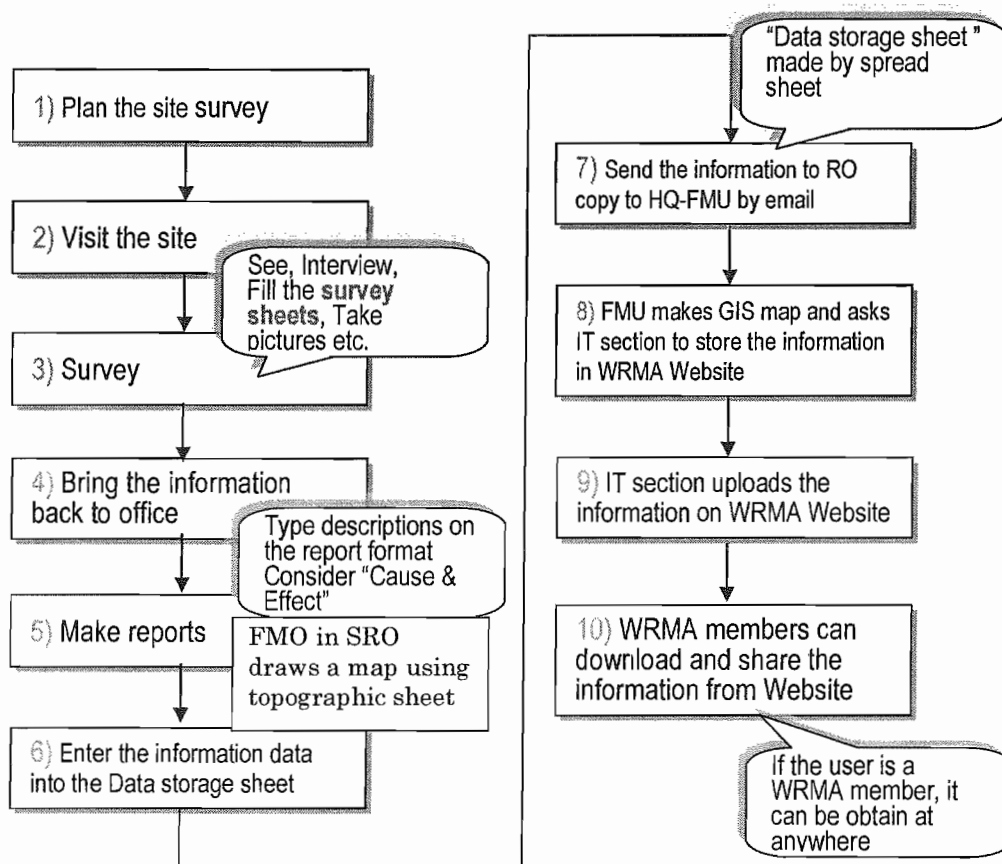 1) Plan the site survey
2) Visit the site
See, Interview,
Fill the survey
sheets, Take
pictures etc.
3) Survey
4) Bring the information
back to office
Type descriptions on
the report format
Consider "Cause &
Effect"
5) Make reports
FMO in SRO
draws a map using
topographic sheet
6) Enter the information data
into the Data storage sheet
"Data storage sheet "
made by spread
sheet
7) Send the information to RO
copy to HQ-FMU by email
8) FMU makes GIS map and asks
IT section to store the information
in WRMA Website
9) IT section uploads the
information on WRMA Website
10) WRMA members can
download and share the
information from Website
If the user is a
WRMA member, it
can be obtain at
anywhere